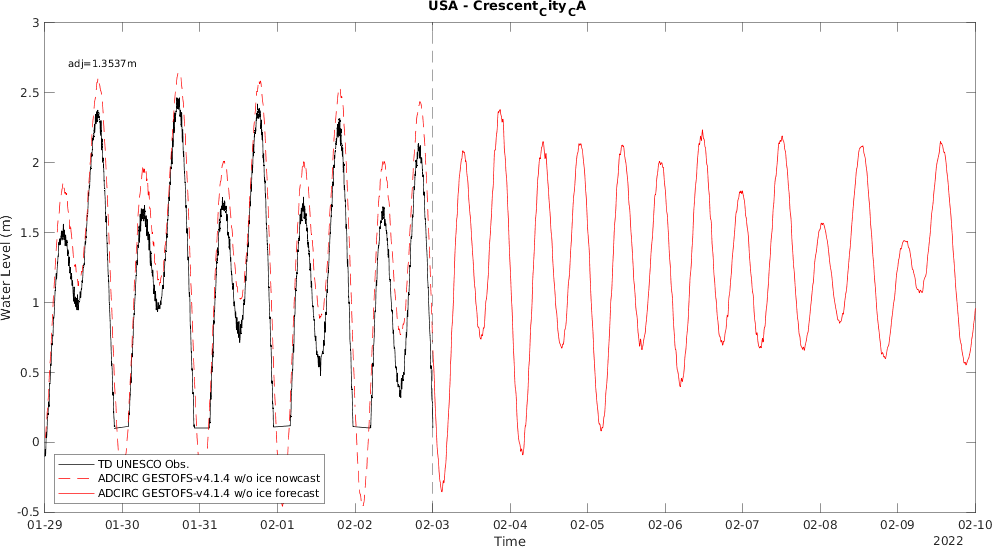 USA - Crescent_City_CA
adj=1.3537m
3
2.5
2
1.5
1
0.5
0
-0.5
Water Level (m)
TD UNESCO Obs.
ADCIRC GESTOFS-v4.1.4 w/o ice nowcast
ADCIRC GESTOFS-v4.1.4 w/o ice forecast
01-29 01-30 01-31 02-01 02-02 02-03 02-04 02-05 02-06 02-07 02-08 02-09 02-10
Time
2022